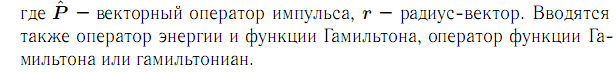 где P̂ — векторный оператор импульса, r — радиус-вектор. Вводятся
также оператор энергии и функции Гамильтона, оператор функции Га-
мильтона или гамильтониан.